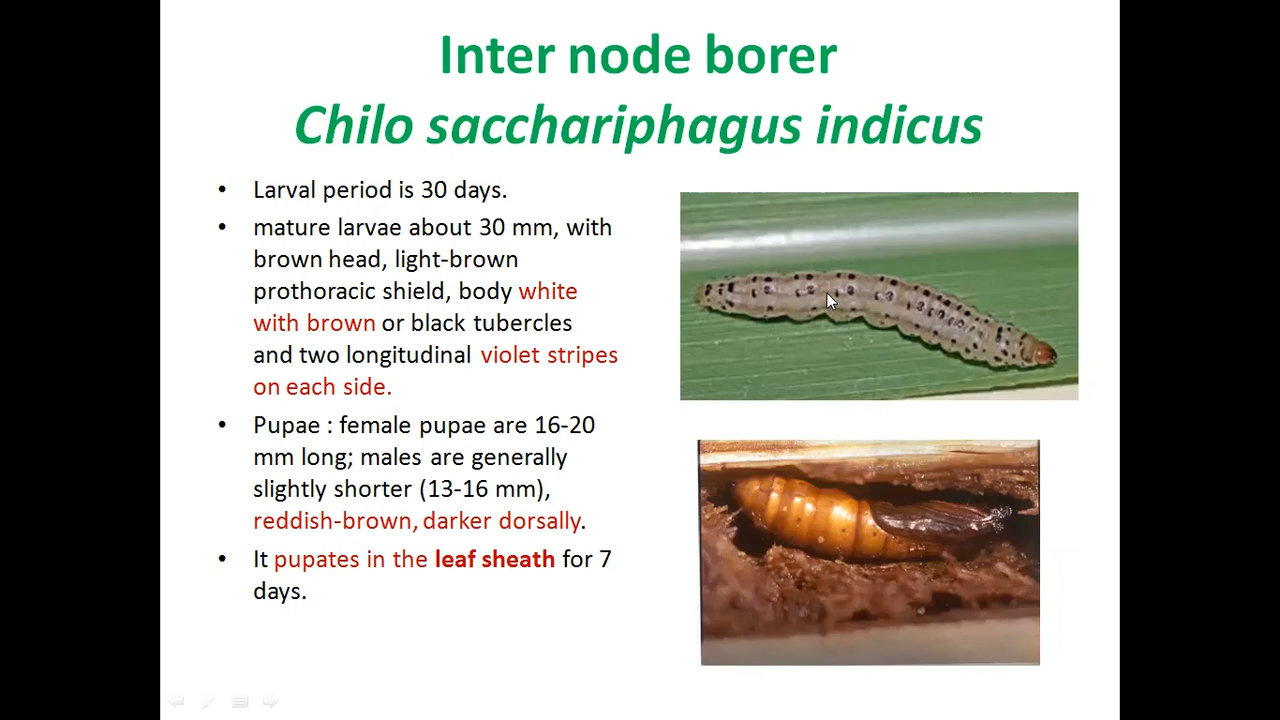 Inter node borer
Chilo sacchariphagus indicus
• Larval period is 30 days.
• mature larvae about 30 mm, with
brown head, light-brown
prothoracic shield, body white
with brown or black tubercles
and two longitudinal violet stripes
on each side.
• Pupae : female pupae are 16-20
mm long; males are generally
slightly shorter (13-16 mm),
reddish-brown, darker dorsally.
• It pupates in the leaf sheath for 7
days.